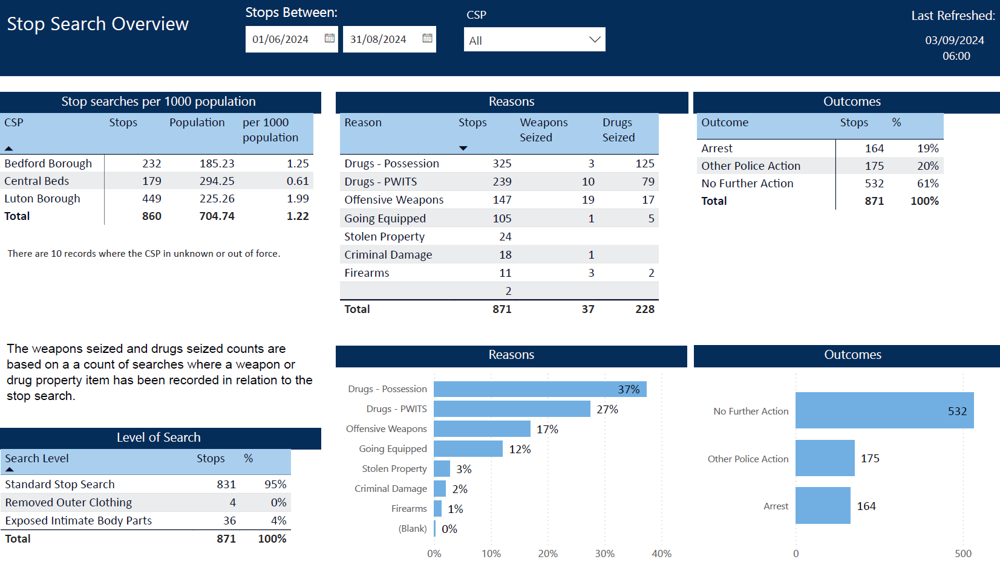 Stop Search Overview
Stops Between:
01/06/2024 31/08/2024
CSP
All
Last Refreshed:
03/09/2024
06:00
Stop searches per 1000 population
CSP Stops Population per 1000
population
Bedford Borough 232 185.23 1.25
Central Beds 179 294.25 0.61
Luton Borough 449 225.26 1.99
Total 860 704.74 1.22
There are 10 records where the CSP in unknown or out of force.
Reasons
Reason Stops Weapons Drugs
Seized Seized
Drugs - Possession 325 3 125
Drugs - PWITS 239 10 79
Offensive Weapons 147 19 17
Going Equipped 105 1 5
Stolen Property 24
Criminal Damage 18 1
Firearms 11 3 2
2
Total 871 37 228
Outcomes
Outcome Stops %
Arrest 164 19%
Other Police Action 175 20%
No Further Action 532 61%
Total 871 100%
The weapons seized and drugs seized counts are
based on a a count of searches where a weapon or
drug property item has been recorded in relation to the
stop search.
Level of Search
Search Level Stops %
Standard Stop Search 831 95%
Removed Outer Clothing 4 0%
Exposed Intimate Body Parts 36 4%
Total 871 100%
Reasons
Drugs - Possession 37%
Drugs - PWITS 27%
Offensive Weapons 17%
Going Equipped 12%
Stolen Property 3%
Criminal Damage 2%
Firearms 1%
(Blank) 0%
0% 10% 20% 30% 40%
Outcomes
No Further Action 532
Other Police Action 175
Arrest 164
0 500